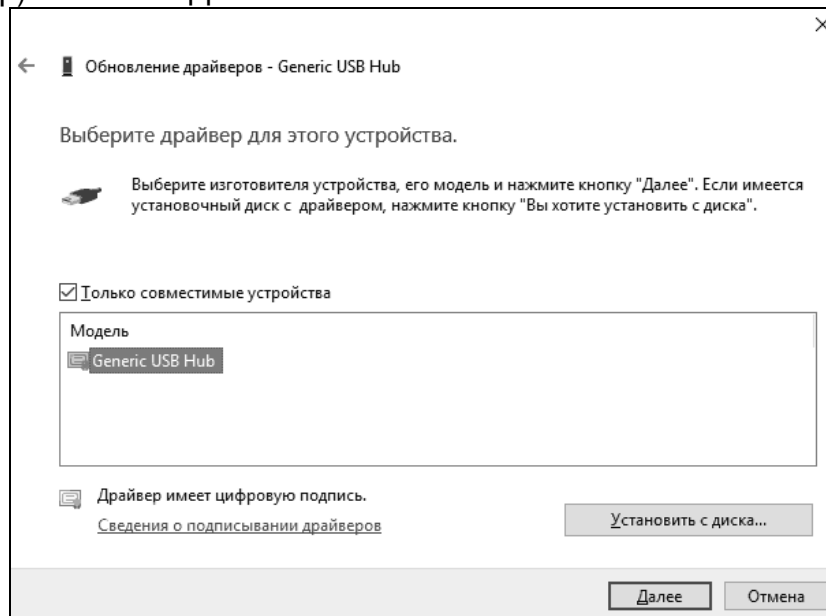 Обновление драйверов - Generic USB Hub
Выберите драйвер для этого устройства.
Выберите изготовителя устройства, его модель и нажмите кнопку "Далее". Если имеется
установочный диск с драйвером, нажмите кнопку "Вы хотите установить с диска".
Только совместимые устройства
Модель
Generic USB Hub
Драйвер имеет цифровую подпись.
Сведения о подписывании драйверов
Установить с диска...
Далее
Отмена